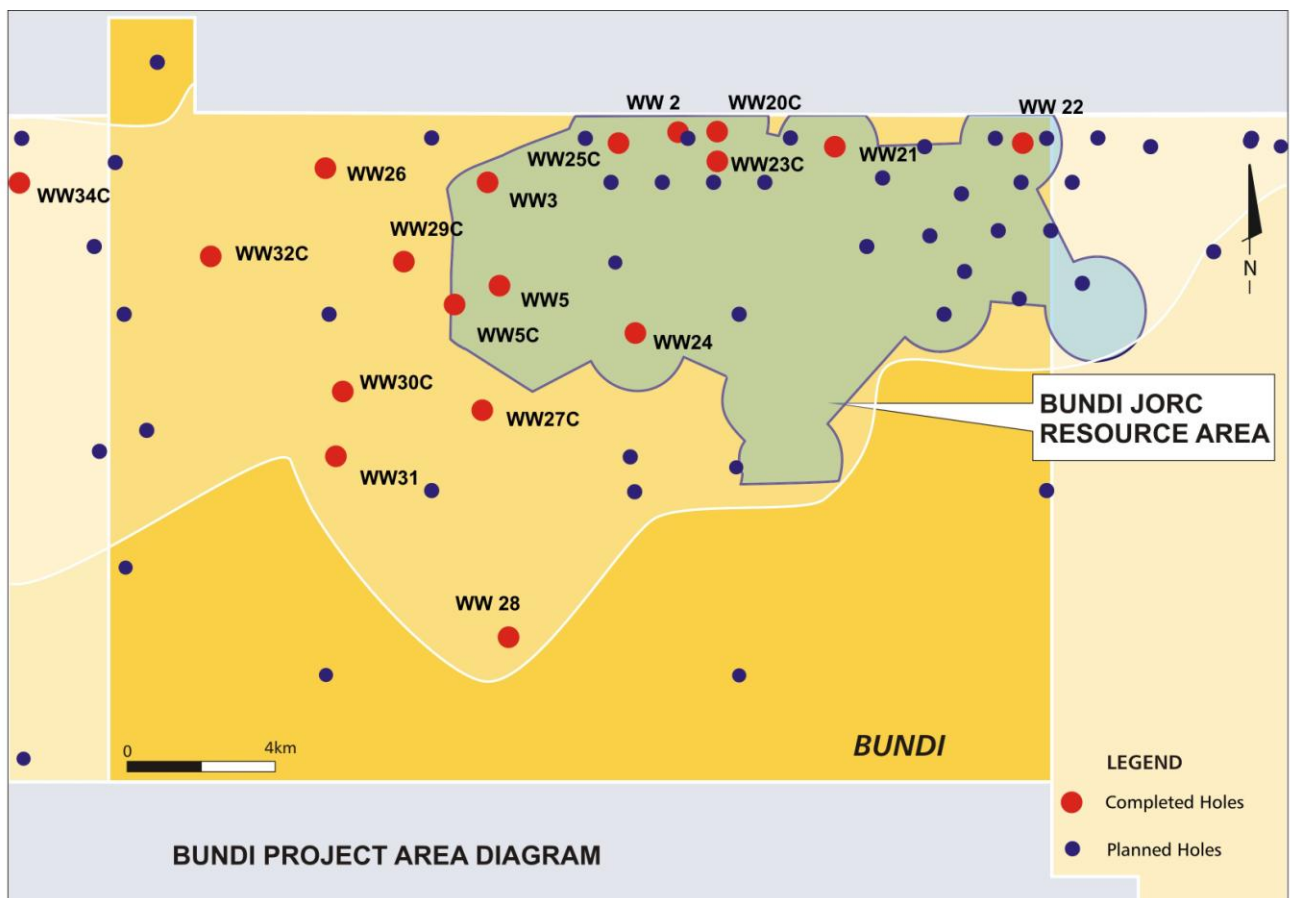 WW 2
WW20C
WW 22
WW25C
WW23C
WW21
WW26
WW34C
WW3
WW29C
WW32C
WW5
WW5C
WW24
N
WW30C
WW27C
BUNDI JORC
RESOURCE AREA
WW31
WW 28
BUNDI
0
4km
LEGEND
Completed Holes
Planned Holes
BUNDI PROJECT AREA DIAGRAM